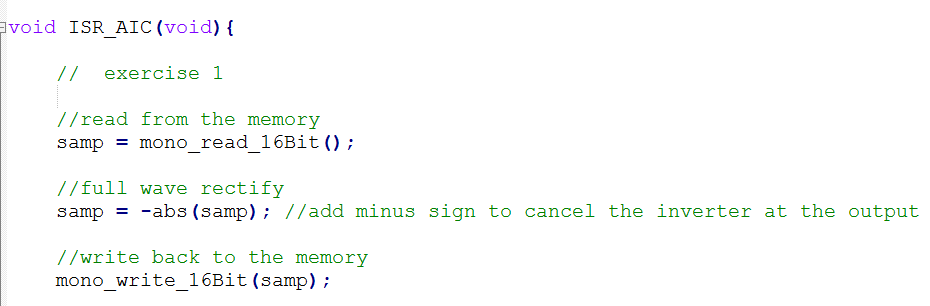 void ISR_AIC(void){
//  exercise 1
//read from the memory
samp = mono_read_16Bit();
//full wave rectify
samp = -abs(samp); //add minus sign to cancel the inverter at the output
//write back to the memory
mono_write_16Bit(samp);